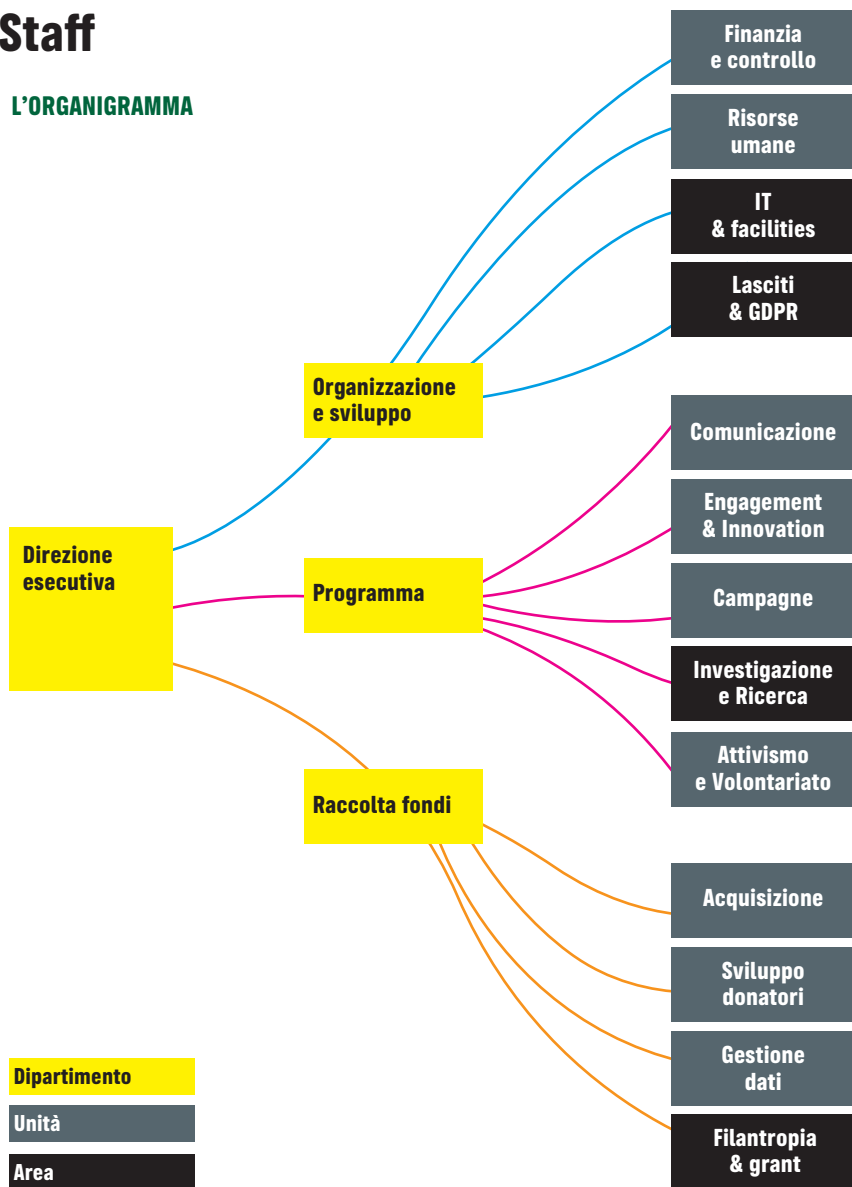 Staff
L'ORGANIGRAMMA
Finanzia
e controllo
Risorse
umane
IT
& facilities
Lasciti
& GDPR
Organizzazione
e sviluppo
Comunicazione
Engagement
& Innovation
Direzione
esecutiva
Programma
Campagne
Investigazione
e Ricerca
Attivismo
e Volontariato
Raccolta fondi
Acquisizione
Sviluppo
donatori
Gestione
dati
Filantropia
& grant
Dipartimento
Unità
Area